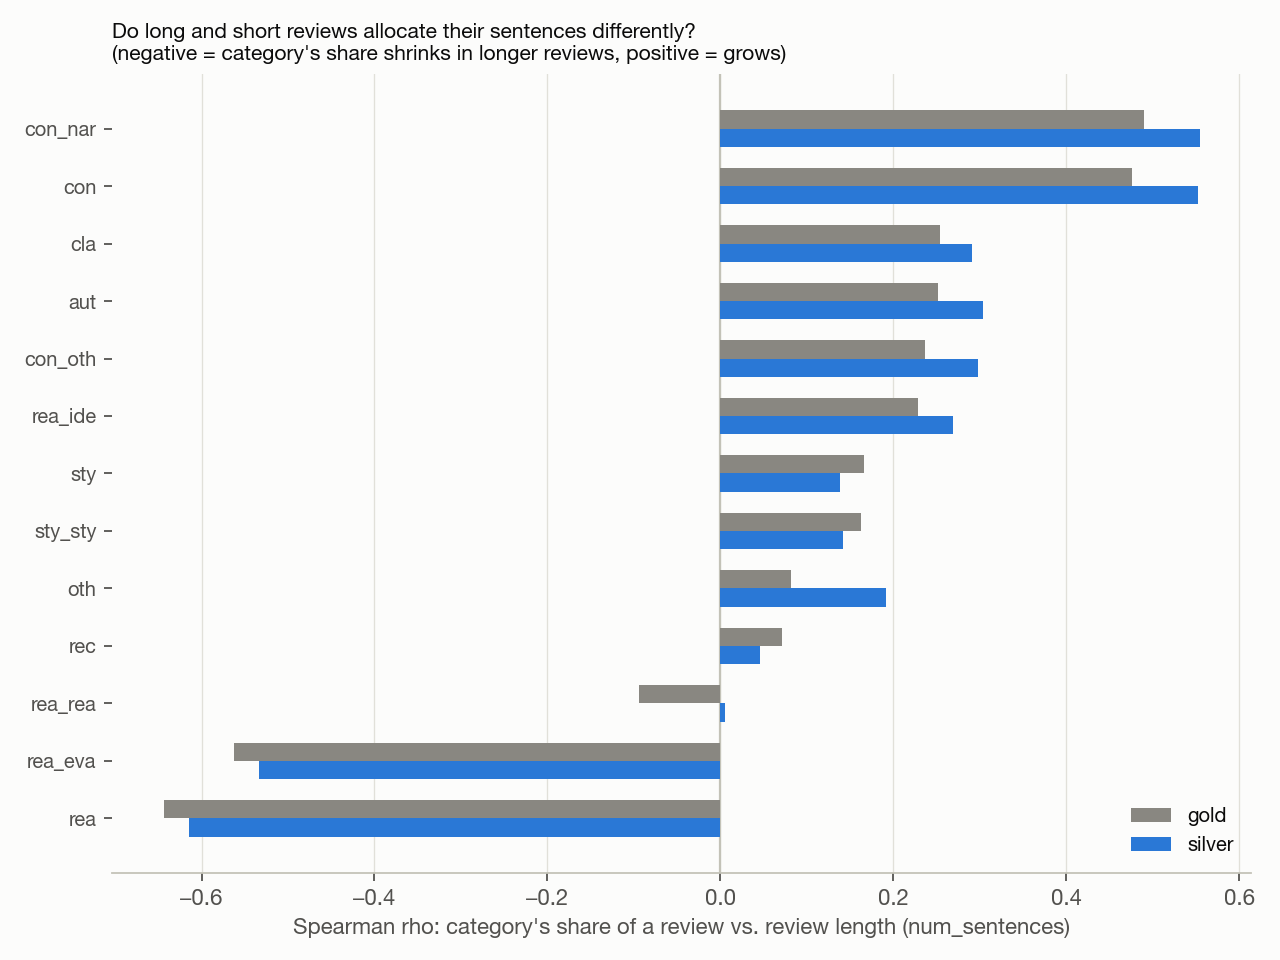 Do long and short reviews allocate their sentences differently?
(negative = category's share shrinks in longer reviews, positive = grows)
con_nar
con
cla
aut
con_oth
rea_ide
sty
sty_sty
oth
rec
rea_rea
rea_eva
rea
gold
silver
−0.6 −0.4 −0.2 0.0 0.2 0.4 0.6
Spearman rho: category's share of a review vs. review length (num_sentences)